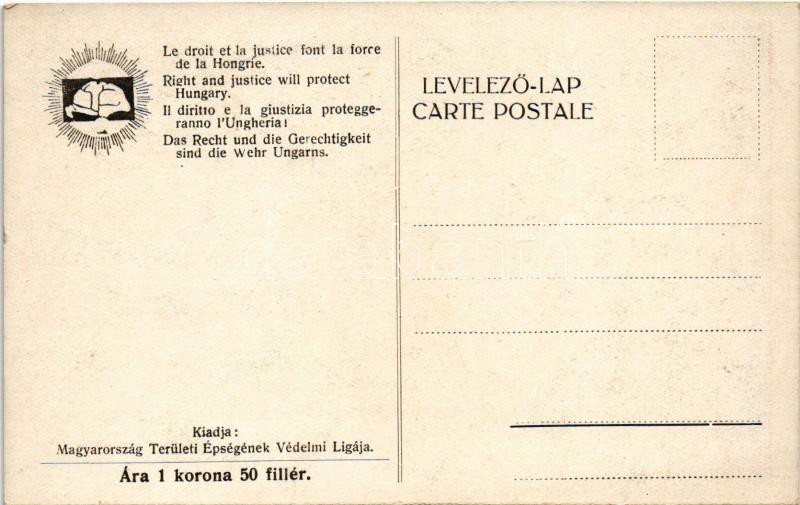 Le droit et la justice font la force
de la Hongrie.
Right and justice will protect
Hungary.
Il diritto e la giustizia protegge-
ranno l'Ungheria!
Das Recht und die Gerechtigkeit
sind die Wehr Ungarns.
LEVELEZŐ-LAP
CARTE POSTALE
darabanth
Kiadja:
Magyarország Területi Épségének Védelmi Ligája.
Ára 1 korona 50 fillér.